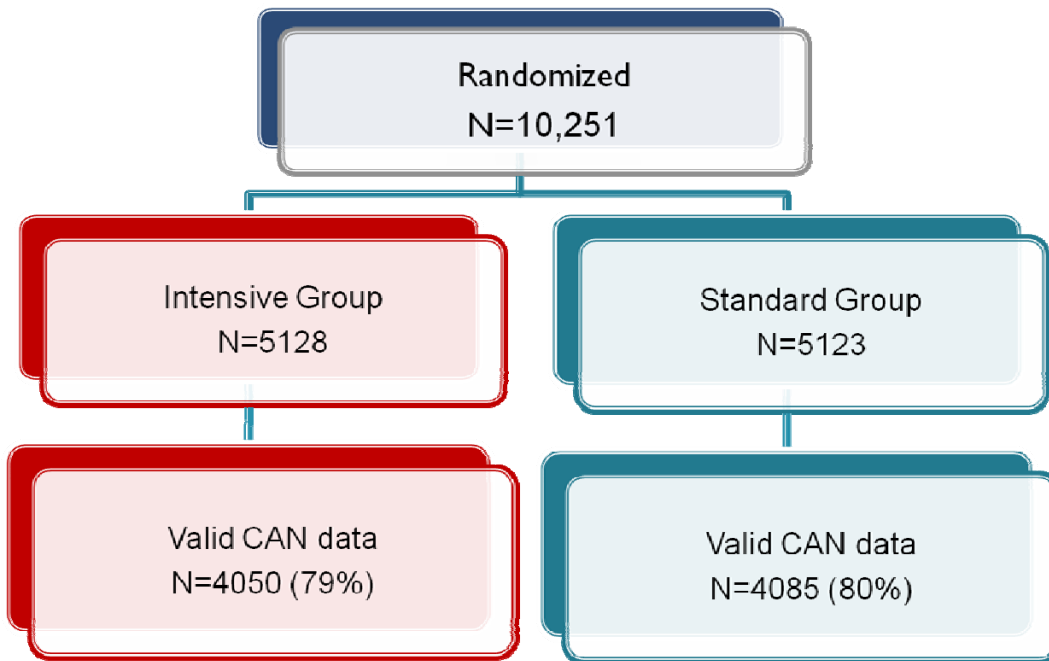 Randomized
N=10,251
Intensive Group
N=5128
Standard Group
N=5123
Valid CAN data
N=4050 (79%)
Valid CAN data
N=4085 (80%)